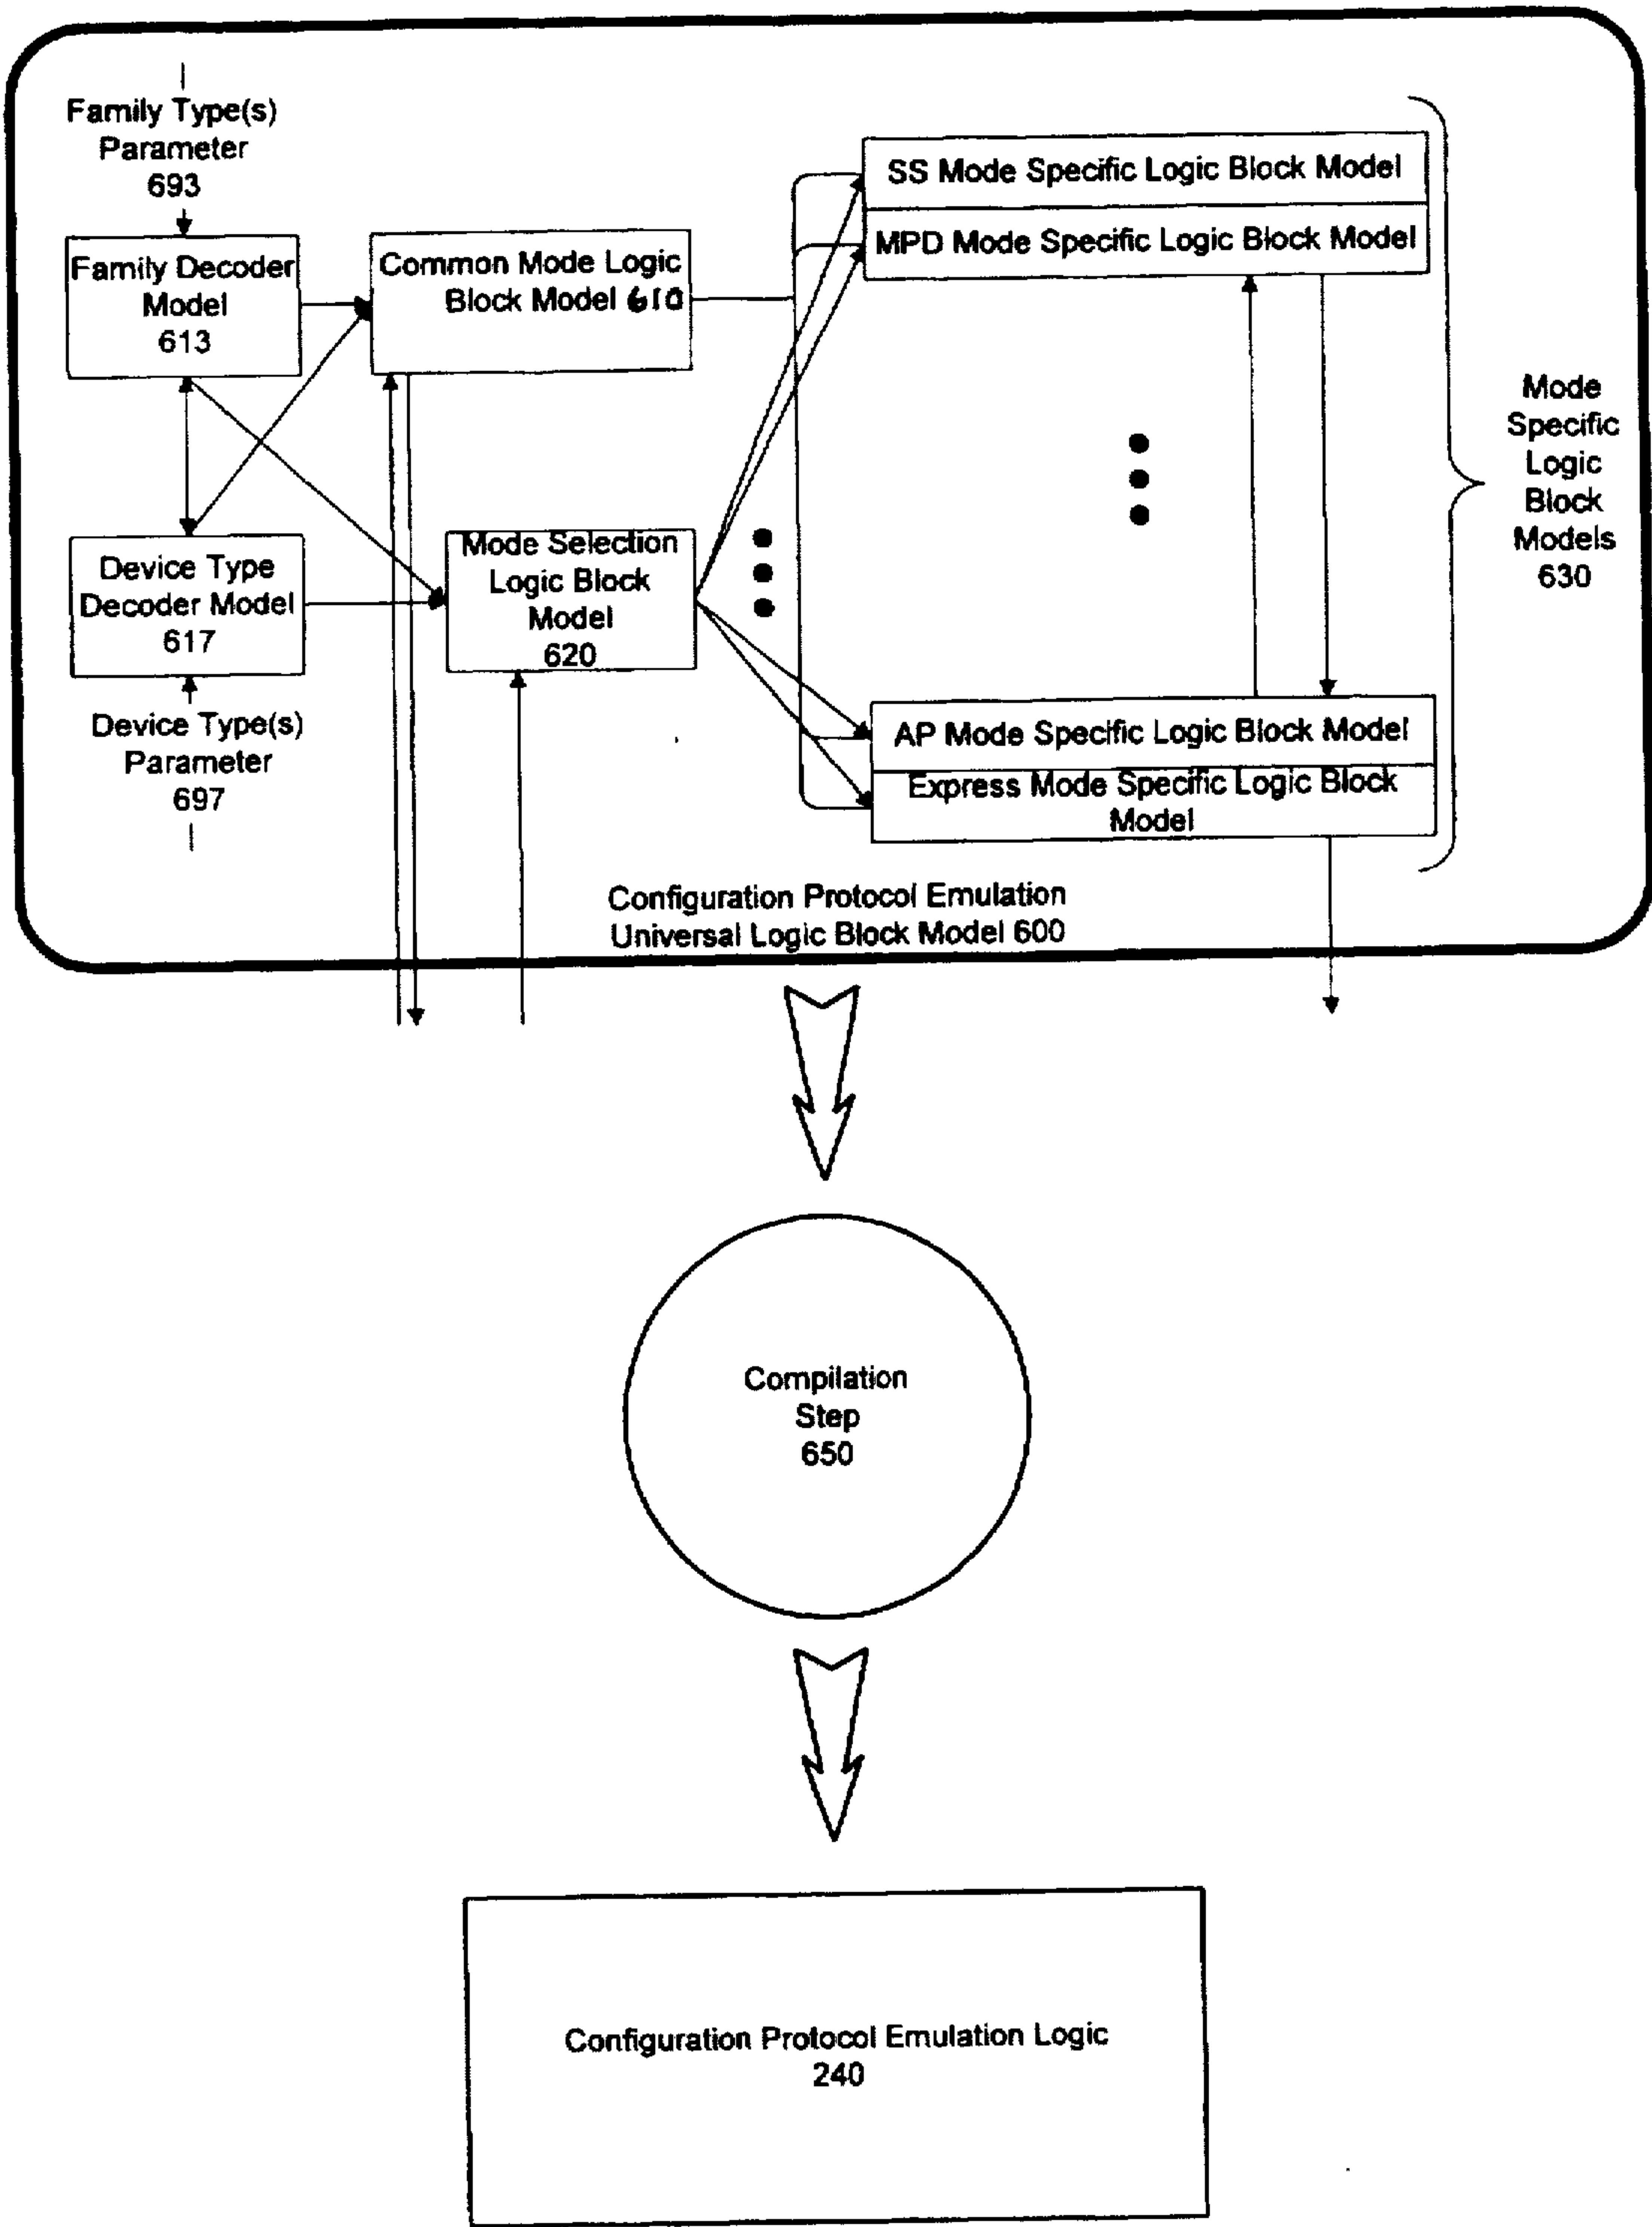 Family Type(s)
Parameter
693
Family Decoder
Model
613
Common Mode Logic
Block Model 610
SS Mode Specific Logic Block Model
MPD Mode Specific Logic Block Model
Mode
Specific
Logic
Block
Models
630
Device Type
Decoder Model
617
Mode Selection
Logic Block
Model
620
Device Type(s)
Parameter
697
AP Mode Specific Logic Block Model
Express Mode Specific Logic Block
Model
Configuration Protocol Emulation
Universal Logic Block Model 600
Compilation
Step
650
Configuration Protocol Emulation Logic
240